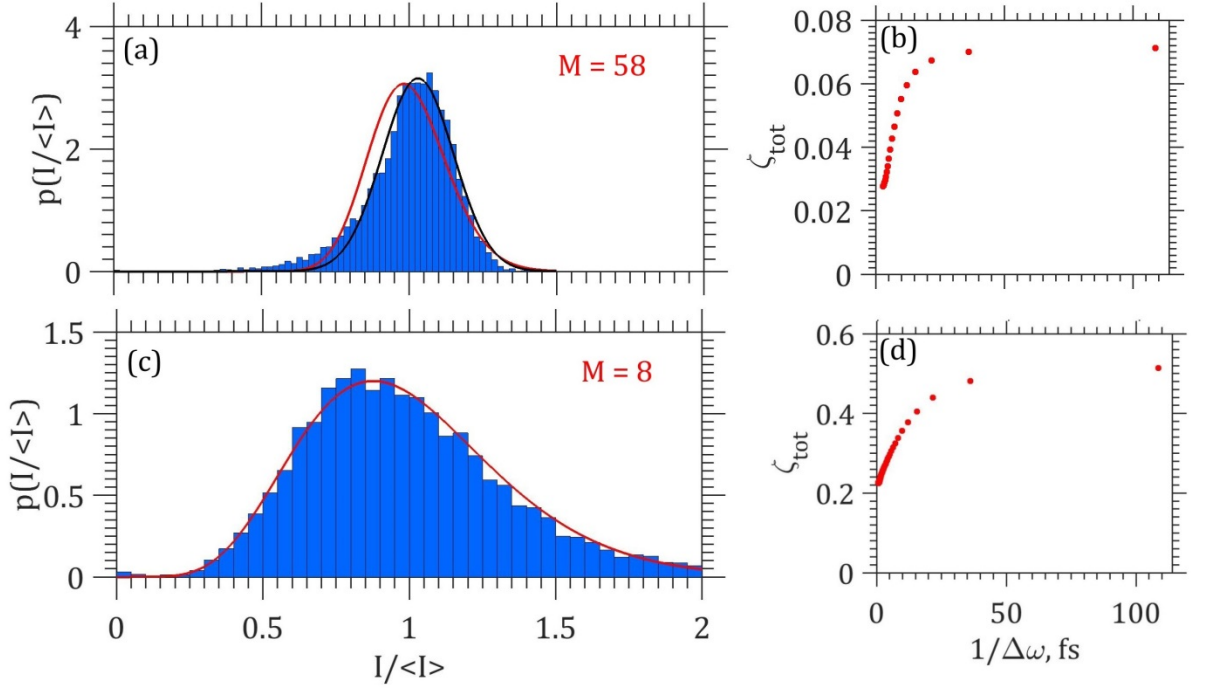 (a)
M = 58
p(I/<I>)
0
2
4
(b)
ζtot
0
0.02
0.04
0.06
0.08
(c)
M = 8
p(I/<I>)
0
0.5
1
1.5
0
0.5
1
1.5
2
I/<I>
(d)
ζtot
0
0.2
0.4
0.6
0
50
100
1/Δω, fs